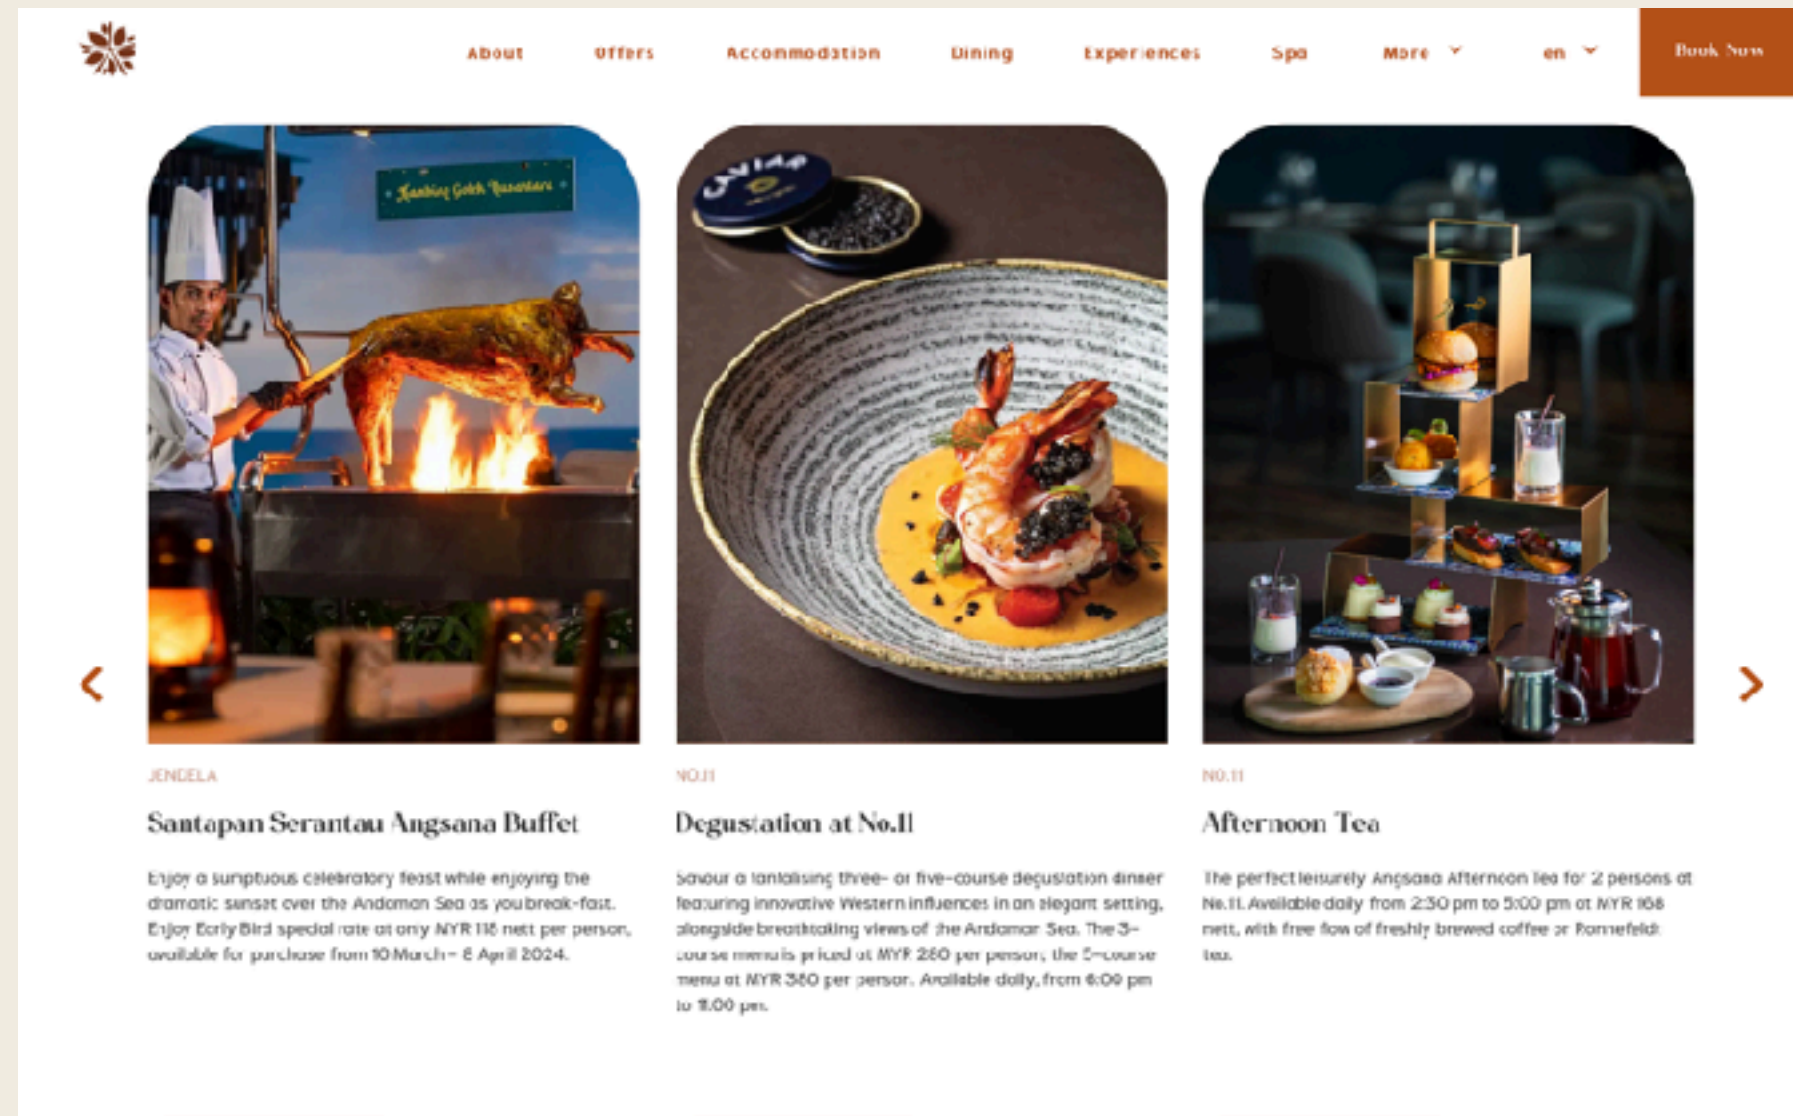 About Offers Accommodation Dining Experiences Spa More en Book Now
Kambing Golek Nusantara
CAVIAR
JENDELA
Santapan Serantau Angsana Buffet
Enjoy a sumptuous celebratory feast while enjoying the
dramatic sunset over the Andaman Sea as you break-fast.
Enjoy Early Bird special rate at only MYR 118 nett per person,
available for purchase from 10 March – 8 April 2024.
NO.11
Degustation at No.11
Savour a tantalising three- or five-course degustation dinner
featuring innovative Western influences in an elegant setting,
alongside breathtaking views of the Andaman Sea. The 3-
course menu is priced at MYR 280 per person; the 5-course
menu at MYR 380 per person. Available daily, from 6:00 pm
to 11.00 pm.
NO.11
Afternoon Tea
The perfect leisurely Angsana Afternoon Tea for 2 persons at
No.11. Available daily from 2:30 pm to 5:00 pm at MYR 168
nett, with free flow of freshly brewed coffee or Ronnefeldt
tea.